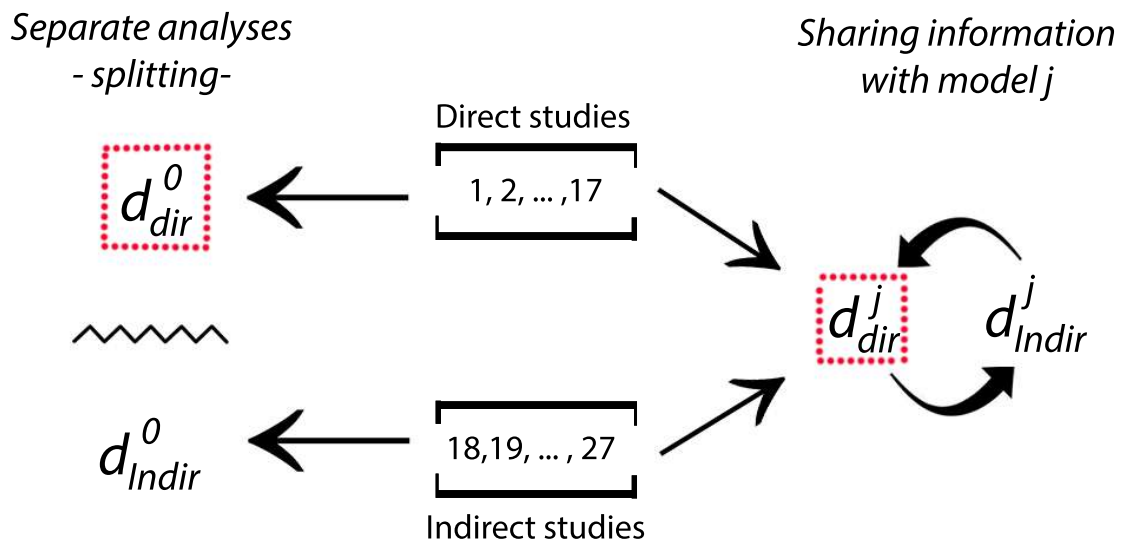 Separate analyses
- splitting-
Sharing information
with model j
Direct studies
1, 2, ... ,17
d⁰dir
dʲdir
dʲIndir
18,19, ... , 27
d⁰Indir
Indirect studies